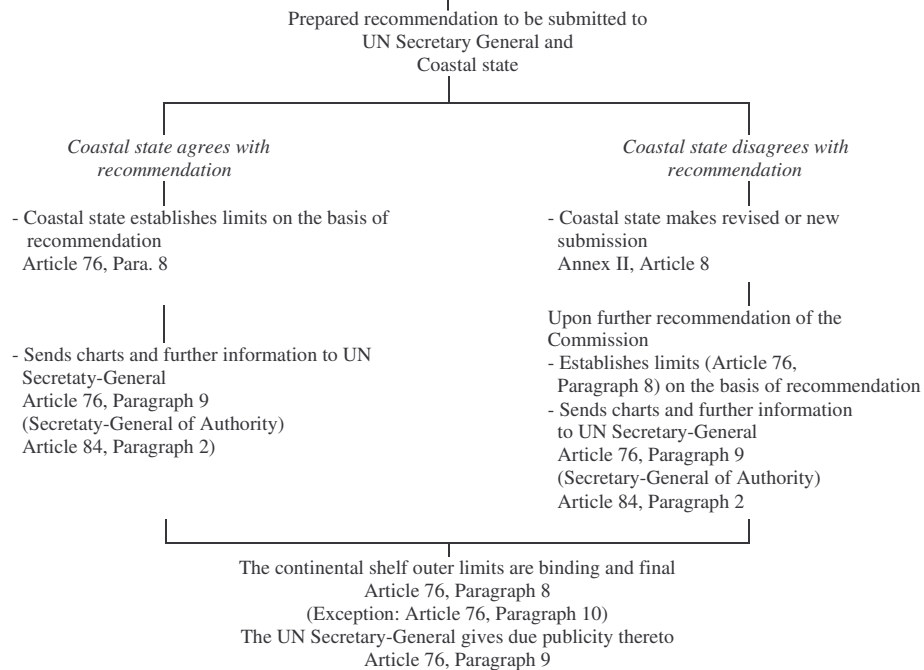 Prepared recommendation to be submitted to
UN Secretary General and
Coastal state
Coastal state agrees with
recommendation
- Coastal state establishes limits on the basis of
recommendation
Article 76, Para. 8
- Sends charts and further information to UN
Secretaty-General
Article 76, Paragraph 9
(Secretaty-General of Authority)
Article 84, Paragraph 2)
Coastal state disagrees with
recommendation
- Coastal state makes revised or new
submission
Annex II, Article 8
Upon further recommendation of the
Commission
- Establishes limits (Article 76,
Paragraph 8) on the basis of recommendation
- Sends charts and further information
to UN Secretary-General
Article 76, Paragraph 9
(Secretary-General of Authority)
Article 84, Paragraph 2
The continental shelf outer limits are binding and final
Article 76, Paragraph 8
(Exception: Article 76, Paragraph 10)
The UN Secretary-General gives due publicity thereto
Article 76, Paragraph 9